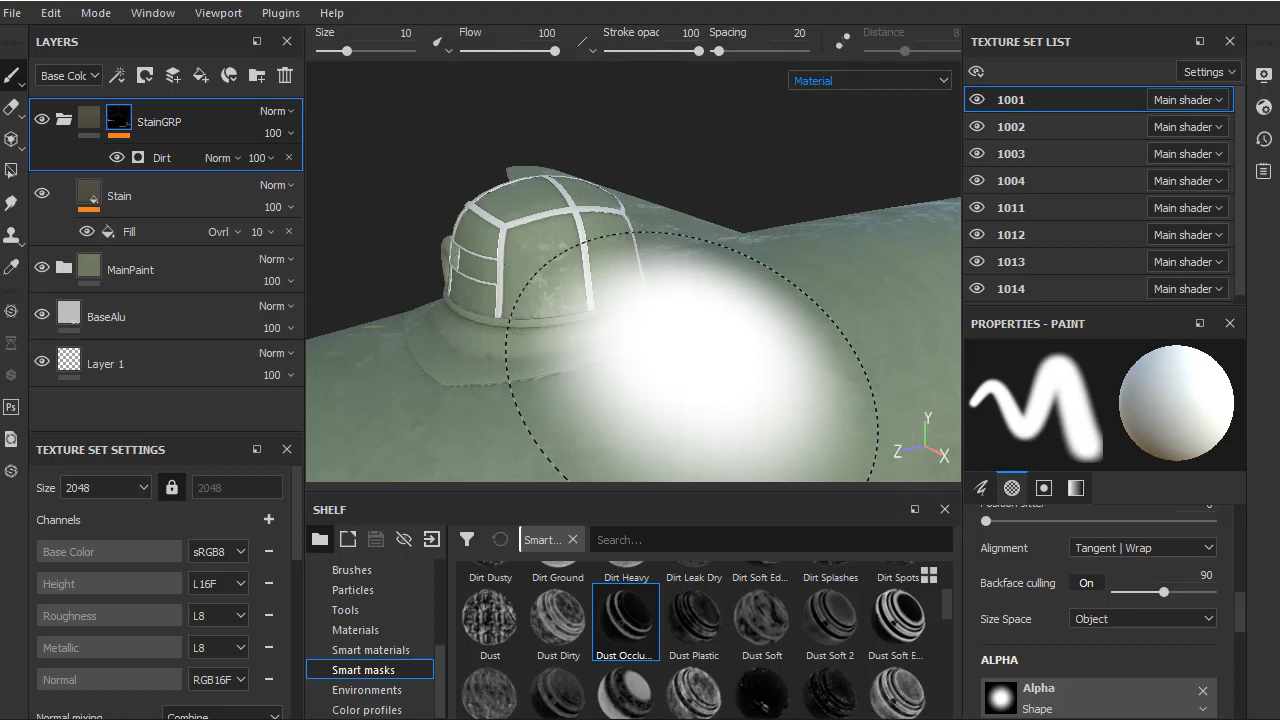 File Edit Mode Window Viewport Plugins Help
LAYERS
Base Colo
StainGRP
Norm
100
Dirt Norm 100
Stain
Norm
100
Fill Ovrl 10
MainPaint
Norm
100
BaseAlu
Norm
100
Layer 1
Norm
100
TEXTURE SET SETTINGS
Size 2048 2048
Channels
Base Color sRGB8
Height L16F
Roughness L8
Metallic L8
Normal RGB16F
Normal mixing Combine
Size 10 Flow 100 Stroke opac 100 Spacing 20 Distance 8
Material
Y
Z X
SHELF
Smart... Search...
Brushes
Particles
Tools
Materials
Smart materials
Smart masks
Environments
Color profiles
Dirt Dusty Dirt Ground Dirt Heavy Dirt Leak Dry Dirt Soft Ed... Dirt Splashes Dirt Spots
Dust Dust Dirty Dust Occlu... Dust Plastic Dust Soft Dust Soft 2 Dust Soft E...
TEXTURE SET LIST
Settings
1001 Main shader
1002 Main shader
1003 Main shader
1004 Main shader
1011 Main shader
1012 Main shader
1013 Main shader
1014 Main shader
PROPERTIES - PAINT
Alignment Tangent | Wrap
Backface culling On 90
Size Space Object
ALPHA
Alpha
Shape
Ps